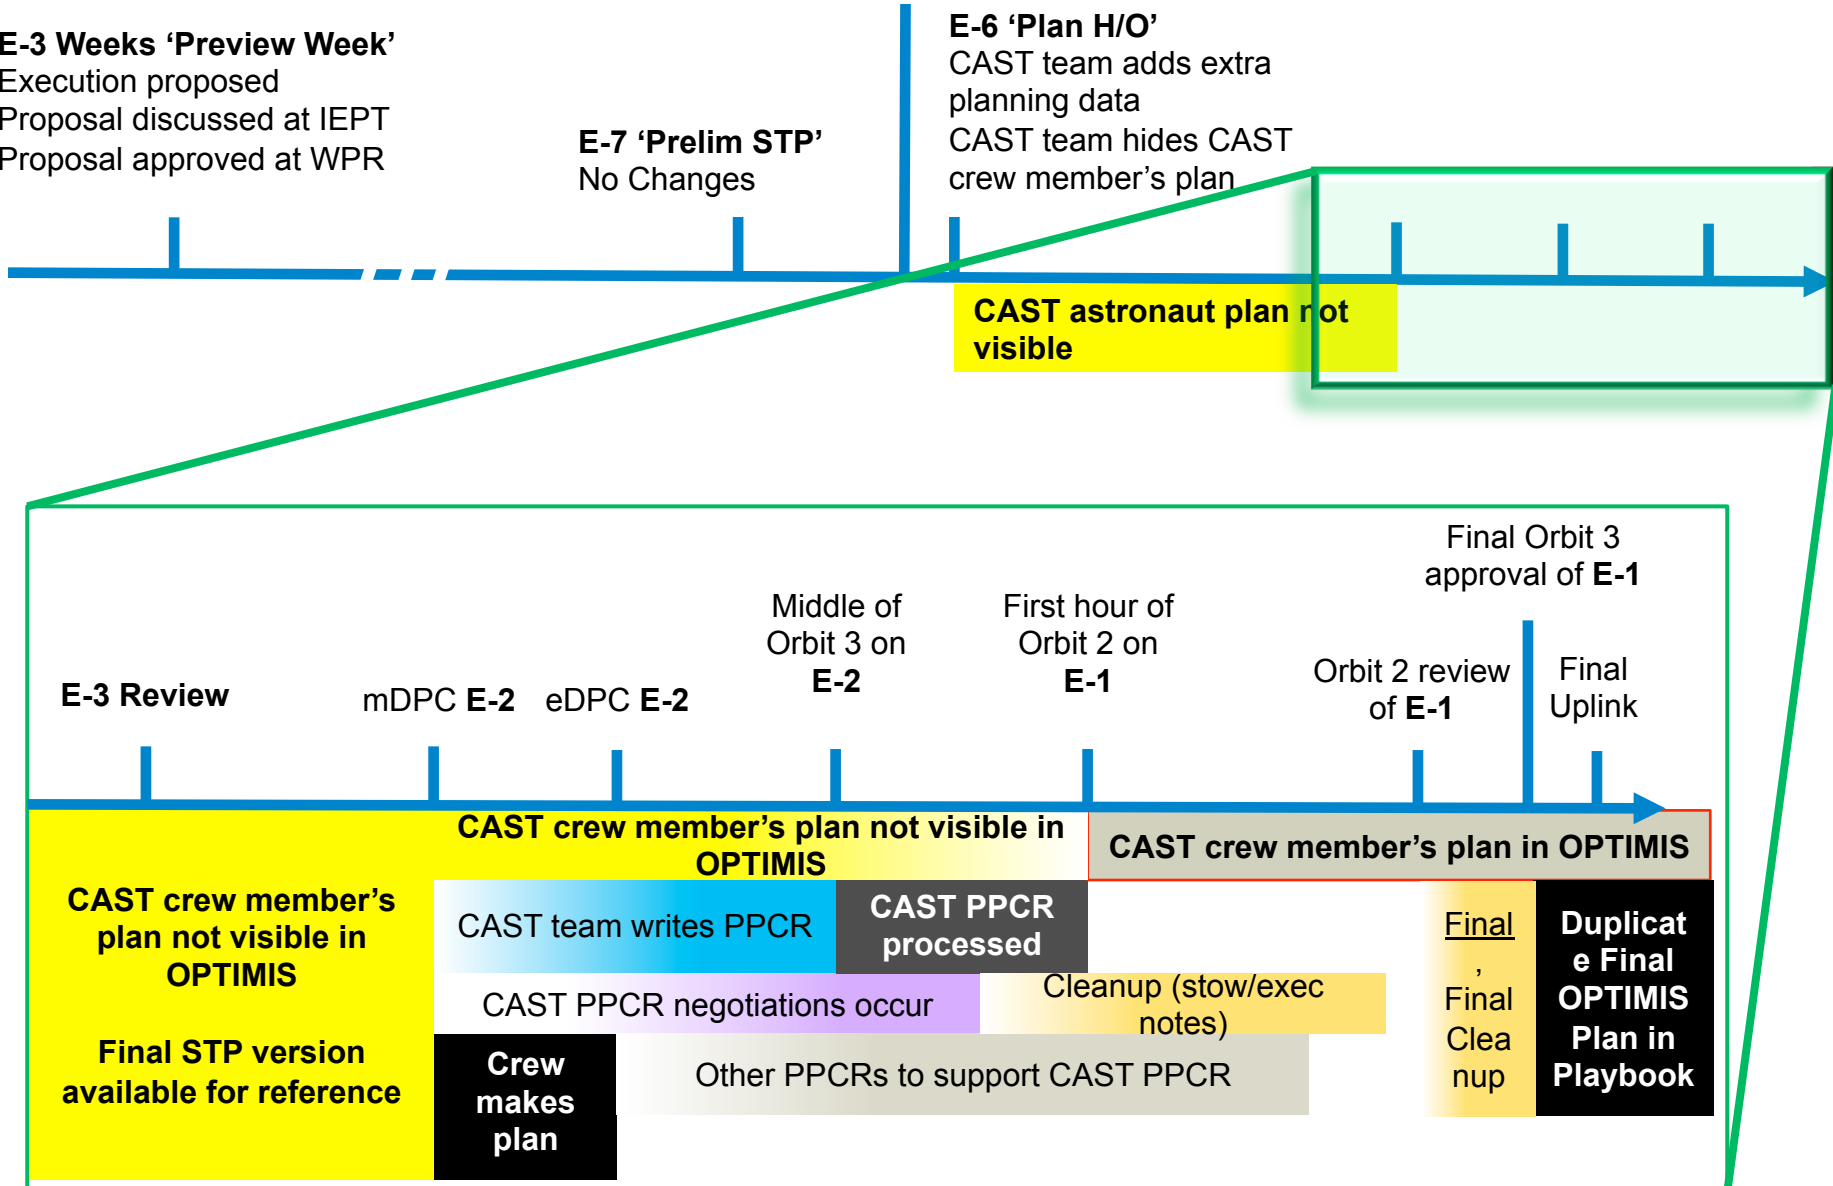 E-3 Weeks ‘Preview Week’
Execution proposed
Proposal discussed at IEPT
Proposal approved at WPR
E-7 ‘Prelim STP’
No Changes
E-6 ‘Plan H/O’
CAST team adds extra
planning data
CAST team hides CAST
crew member’s plan
CAST astronaut plan not
visible
E-3 Review
mDPC E-2
eDPC E-2
Middle of
Orbit 3 on
E-2
First hour of
Orbit 2 on
E-1
Orbit 2 review
of E-1
Final Orbit 3
approval of E-1
Final
Uplink
CAST crew member’s plan not visible in
OPTIMIS
CAST crew member’s plan in OPTIMIS
CAST crew member’s
plan not visible in
OPTIMIS
Final STP version
available for reference
CAST team writes PPCR
CAST PPCR
processed
CAST PPCR negotiations occur
Cleanup (stow/exec
notes)
Crew
makes
plan
Other PPCRs to support CAST PPCR
Final
,
Final
Clea
nup
Duplicat
e Final
OPTIMIS
Plan in
Playbook